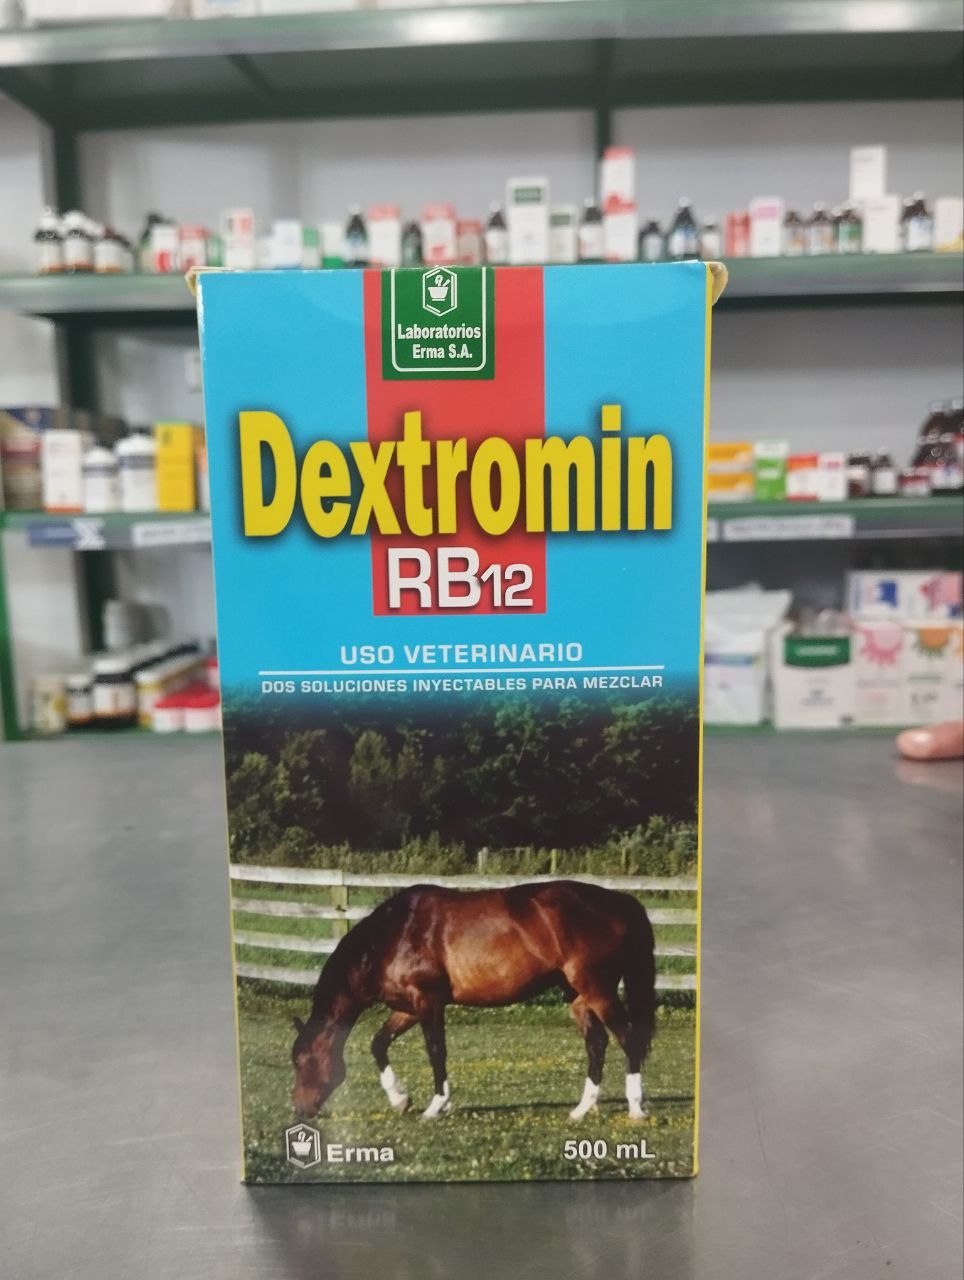 Laboratorios
Erma S.A.
Dextromin
RB12
USO VETERINARIO
DOS SOLUCIONES INYECTABLES PARA MEZCLAR
Erma
500 mL